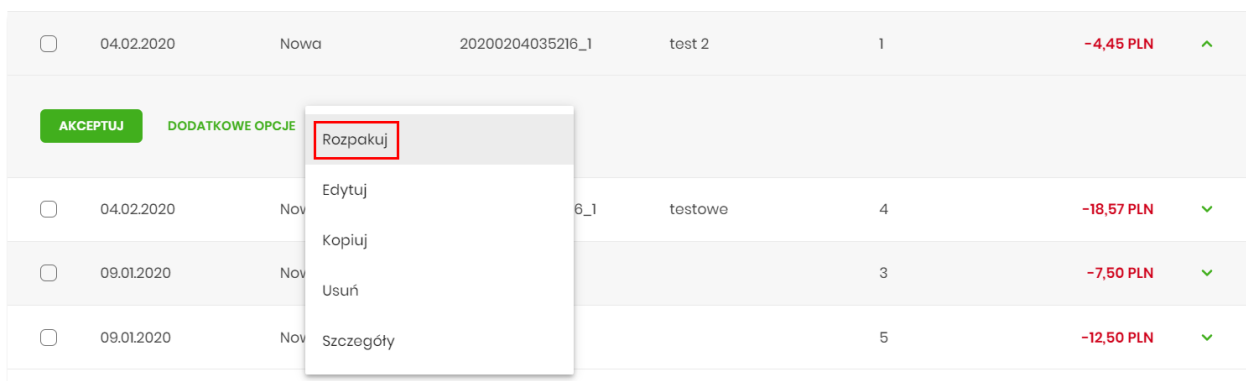 04.02.2020 Nowa 20200204035216_1 test 2 1 -4,45 PLN
AKCEPTUJ DODATKOWE OPCJE
Rozpakuj
Edytuj
04.02.2020 6_1 testowe 4 -18,57 PLN
Kopiuj
09.01.2020 3 -7,50 PLN
Usuń
09.01.2020 5 -12,50 PLN
Szczegóły